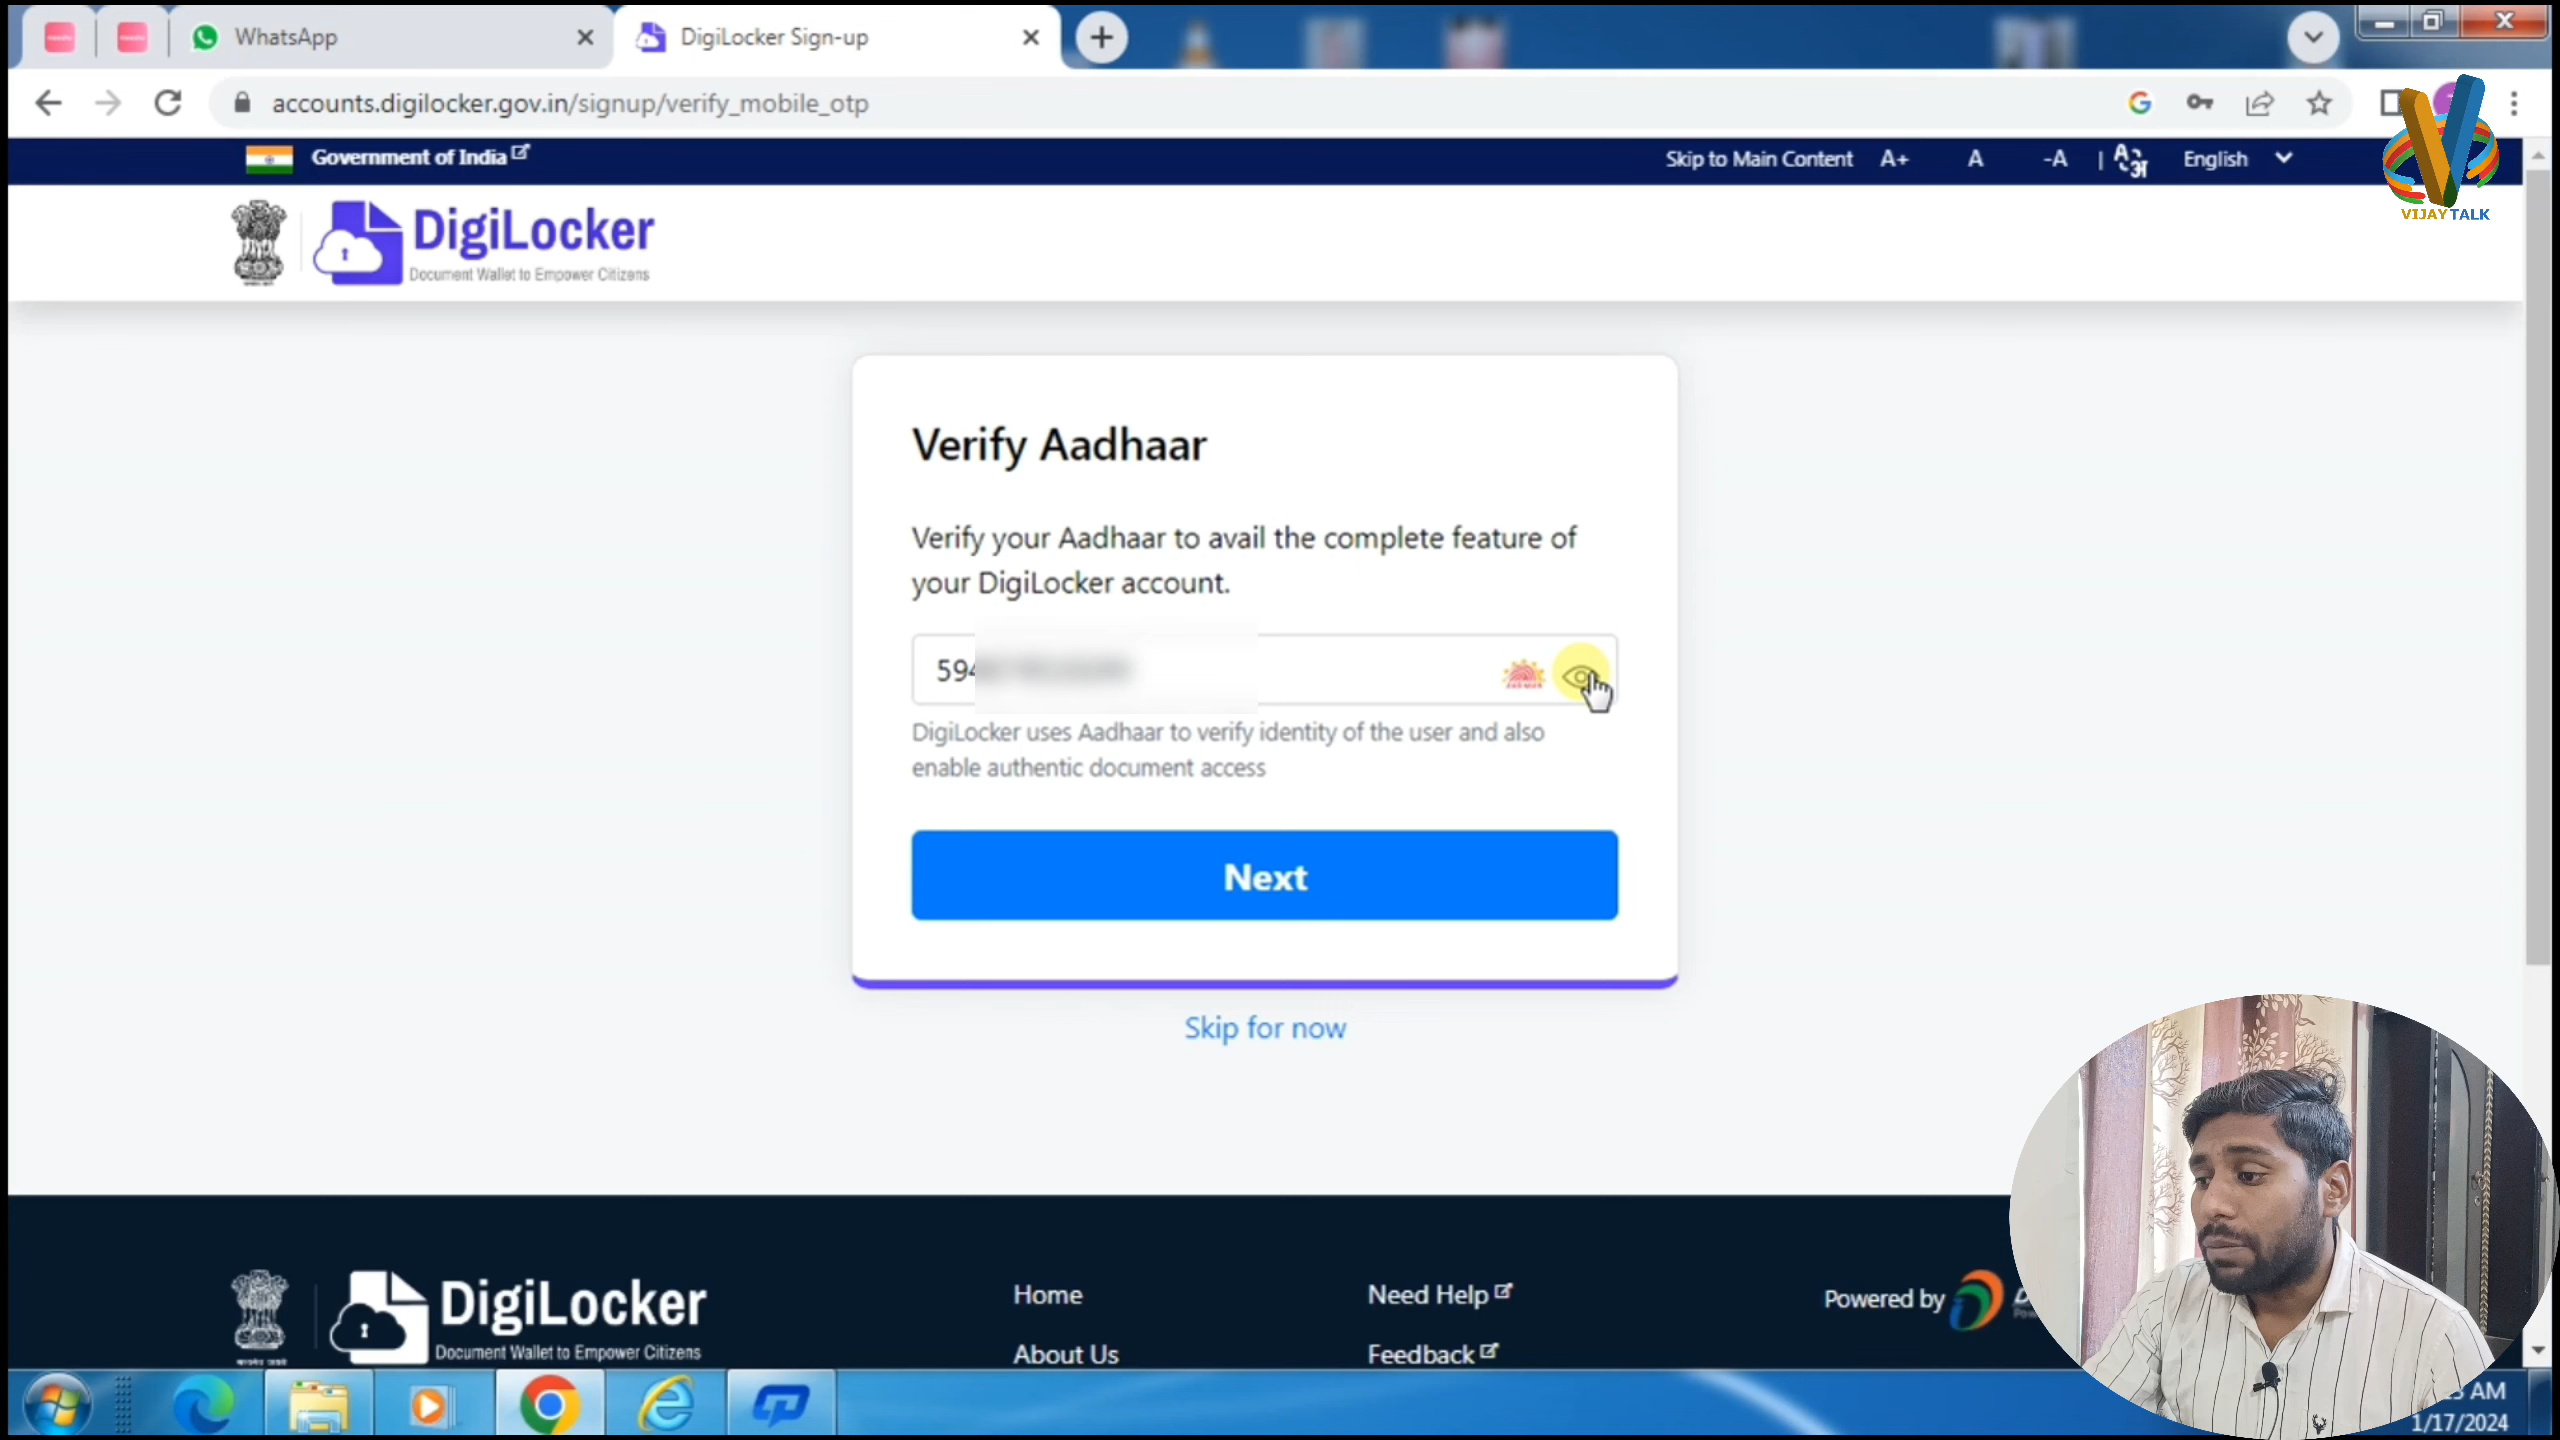 WhatsApp
DigiLocker Sign-up
accounts.digilocker.gov.in/signup/verify_mobile_otp
Government of India
Skip to Main Content A+ A -A | English
VIJAY TALK
DigiLocker
Document Wallet to Empower Citizens
Verify Aadhaar
Verify your Aadhaar to avail the complete feature of
your DigiLocker account.
594
DigiLocker uses Aadhaar to verify identity of the user and also
enable authentic document access
Next
Skip for now
DigiLocker
Document Wallet to Empower Citizens
Home
About Us
Need Help
Feedback
Powered by
AM
1/17/2024